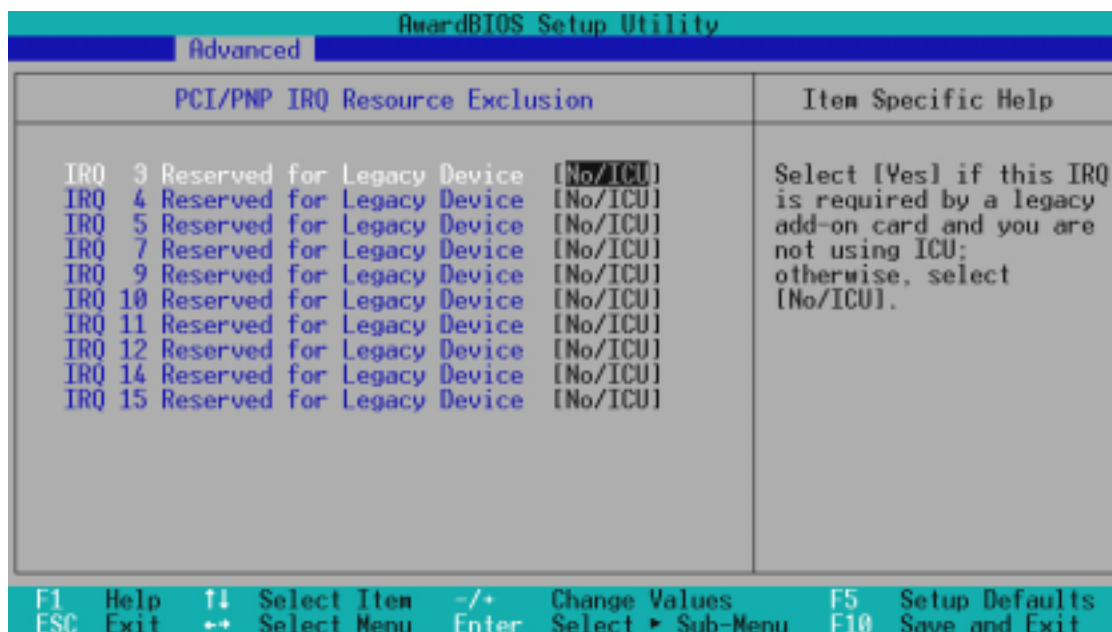 AwardBIOS Setup Utility
Advanced
PCI/PNP IRQ Resource Exclusion
IRQ 3 Reserved for Legacy Device [No/ICU]
IRQ 4 Reserved for Legacy Device [No/ICU]
IRQ 5 Reserved for Legacy Device [No/ICU]
IRQ 7 Reserved for Legacy Device [No/ICU]
IRQ 9 Reserved for Legacy Device [No/ICU]
IRQ 10 Reserved for Legacy Device [No/ICU]
IRQ 11 Reserved for Legacy Device [No/ICU]
IRQ 12 Reserved for Legacy Device [No/ICU]
IRQ 14 Reserved for Legacy Device [No/ICU]
IRQ 15 Reserved for Legacy Device [No/ICU]
Item Specific Help
Select [Yes] if this IRQ
is required by a legacy
add-on card and you are
not using ICU;
otherwise, select
[No/ICU].
F1 Help ↑↓ Select Item -/+ Change Values F5 Setup Defaults
ESC Exit ←→ Select Menu Enter Select ► Sub-Menu F10 Save and Exit